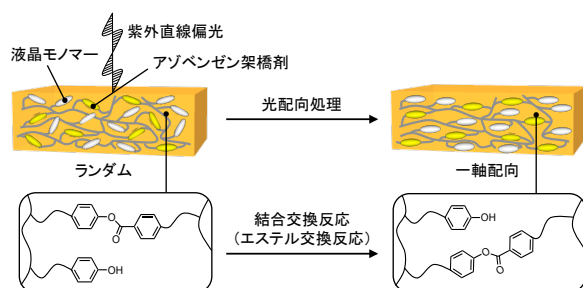 紫外直線偏光
液晶モノマー
アゾベンゼン架橋剤
光配向処理
ランダム
一軸配向
O
O
OH
結合交換反応
(エステル交換反応)
OH
O
O